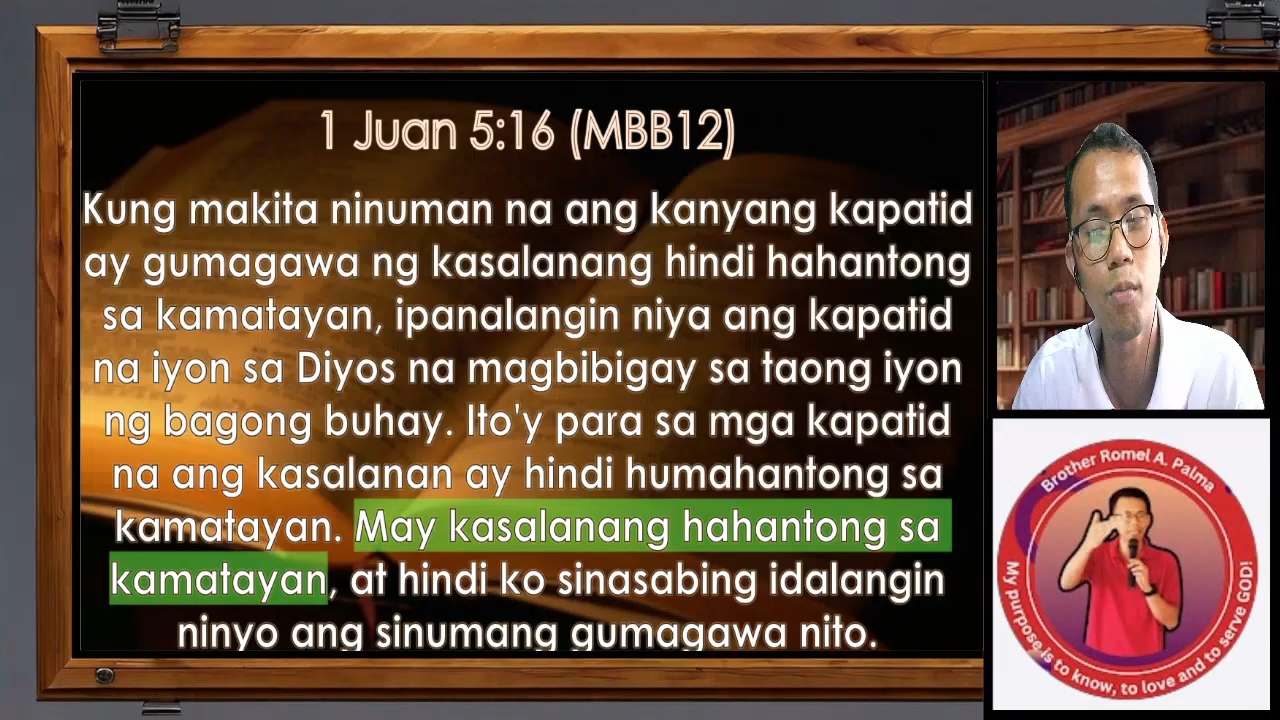 1 Juan 5:16 (MBB12)
Kung makita ninuman na ang kanyang kapatid
ay gumagawa ng kasalanang hindi hahantong
sa kamatayan, ipanalangin niya ang kapatid
na iyon sa Diyos na magbibigay sa taong iyon
ng bagong buhay. Ito'y para sa mga kapatid
na ang kasalanan ay hindi humahantong sa
kamatayan. May kasalanang hahantong sa
kamatayan, at hindi ko sinasabing idalangin
ninyo ang sinumang gumagawa nito.
Brother Romel A. Palma
My purpose is to know, to love and to serve GOD!